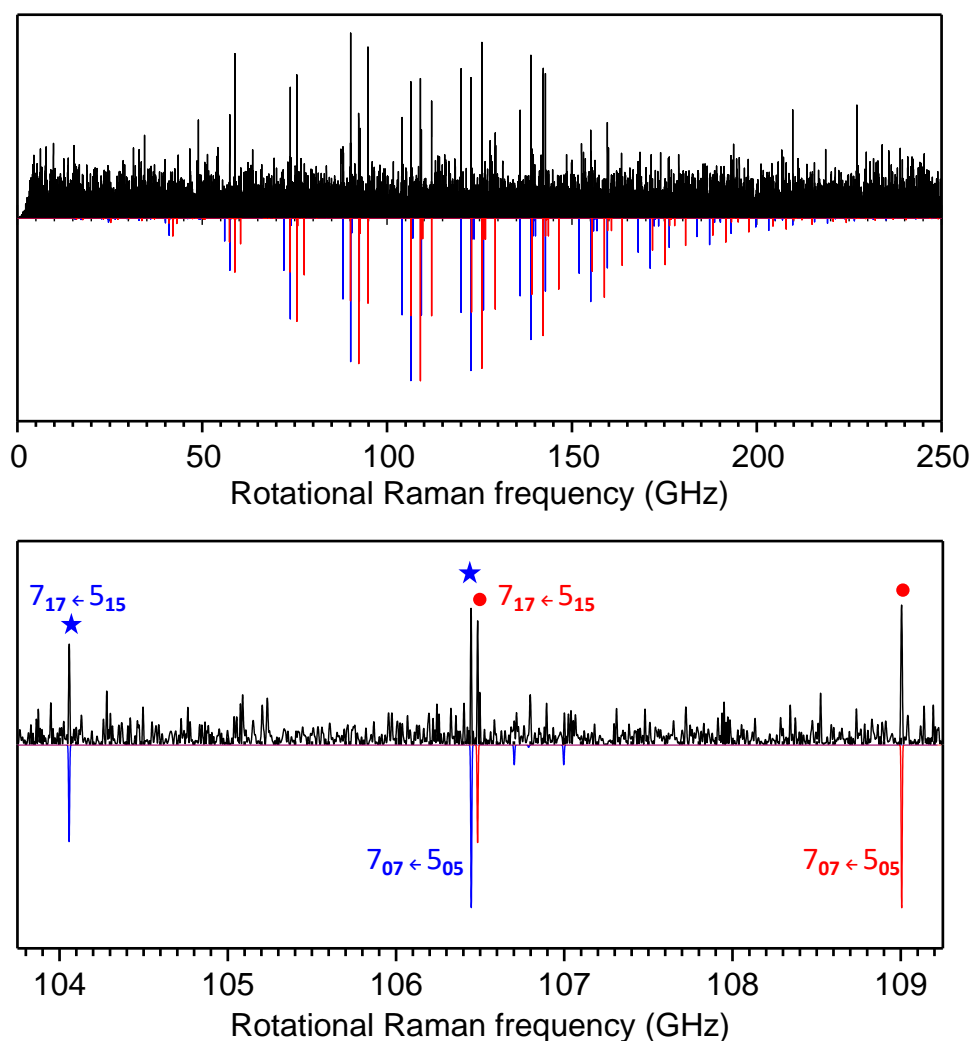 0 50 100 150 200 250
Rotational Raman frequency (GHz)
7₁₇ ← 5₁₅
7₁₇ ← 5₁₅
7₀₇ ← 5₀₅
7₀₇ ← 5₀₅
104 105 106 107 108 109
Rotational Raman frequency (GHz)